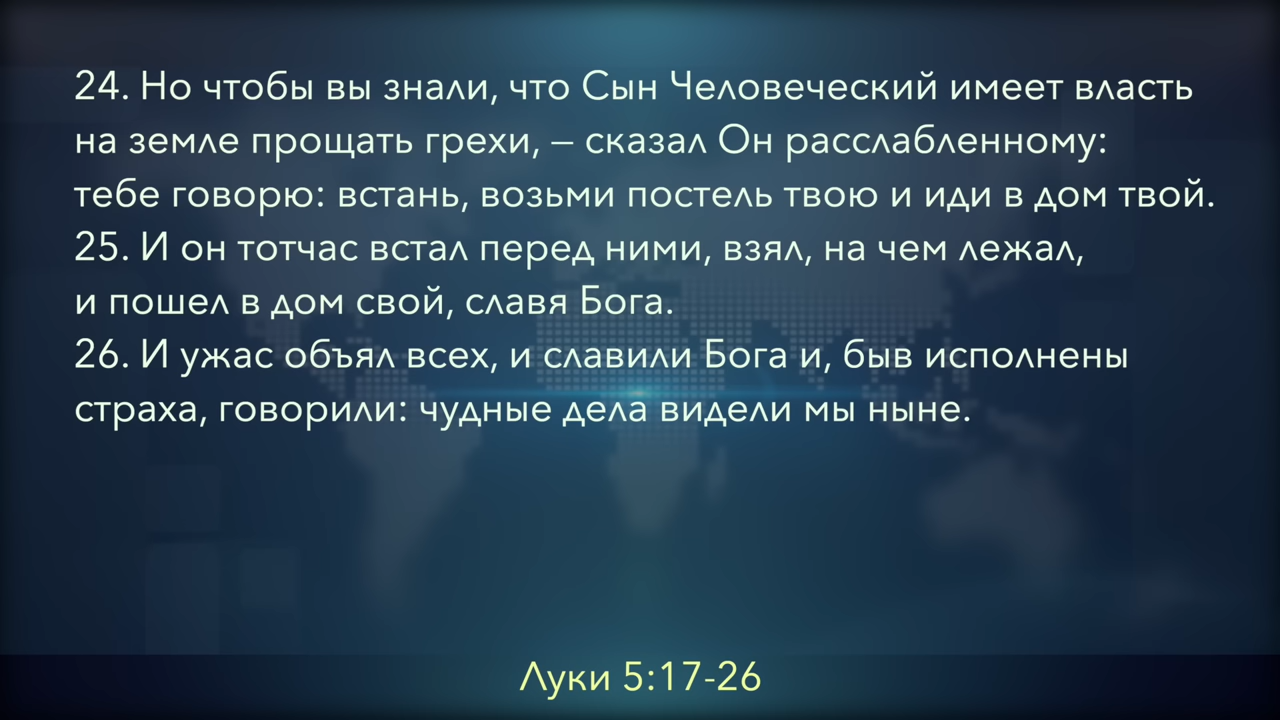 24. Но чтобы вы знали, что Сын Человеческий имеет власть
на земле прощать грехи, – сказал Он расслабленному:
тебе говорю: встань, возьми постель твою и иди в дом твой.
25. И он тотчас встал перед ними, взял, на чем лежал,
и пошел в дом свой, славя Бога.
26. И ужас объял всех, и славили Бога и, быв исполнены
страха, говорили: чудные дела видели мы ныне.
Луки 5:17-26